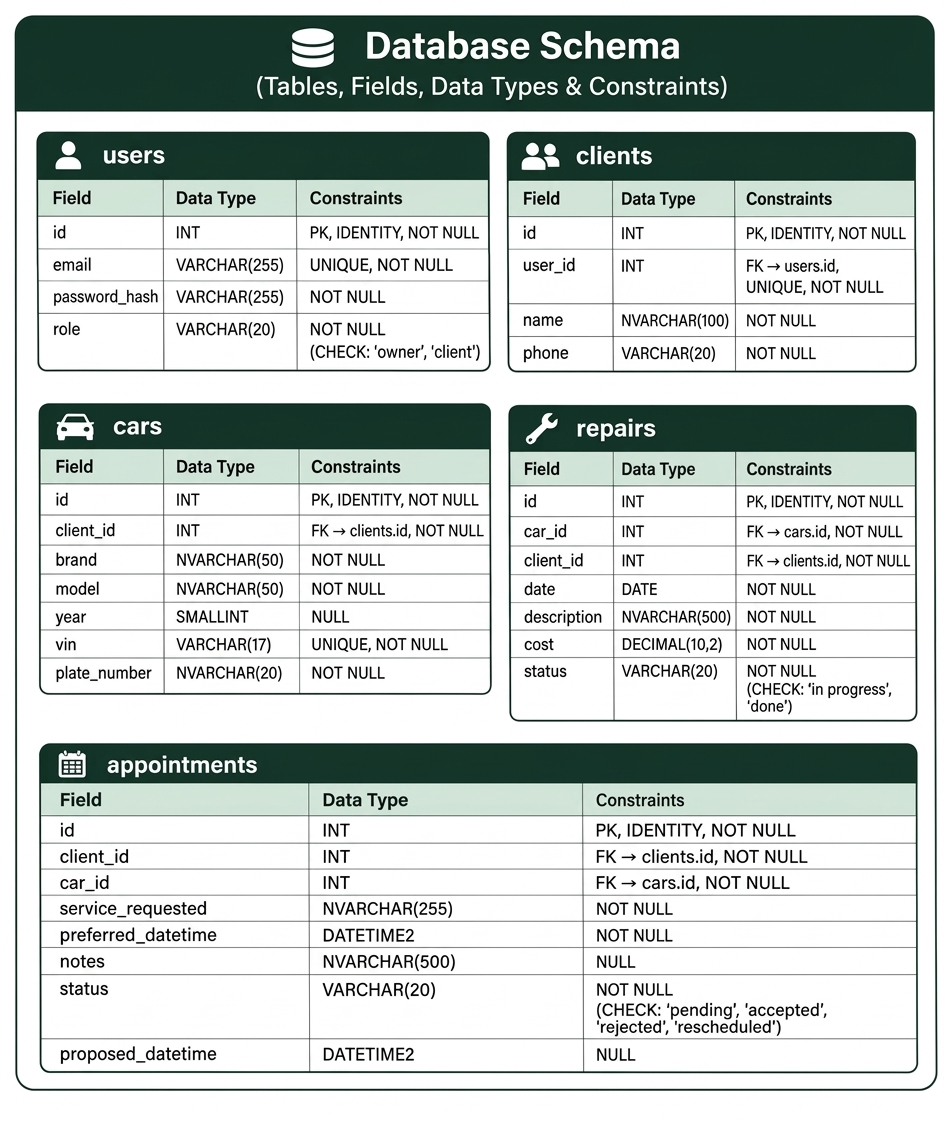 Database Schema
(Tables, Fields, Data Types & Constraints)
users
Field Data Type Constraints
id INT PK, IDENTITY, NOT NULL
email VARCHAR(255) UNIQUE, NOT NULL
password_hash VARCHAR(255) NOT NULL
role VARCHAR(20) NOT NULL
(CHECK: ‘owner’, ‘client’)
clients
Field Data Type Constraints
id INT PK, IDENTITY, NOT NULL
user_id INT FK → users.id,
UNIQUE, NOT NULL
name NVARCHAR(100) NOT NULL
phone VARCHAR(20) NOT NULL
cars
Field Data Type Constraints
id INT PK, IDENTITY, NOT NULL
client_id INT FK → clients.id, NOT NULL
brand NVARCHAR(50) NOT NULL
model NVARCHAR(50) NOT NULL
year SMALLINT NULL
vin VARCHAR(17) UNIQUE, NOT NULL
plate_number NVARCHAR(20) NOT NULL
repairs
Field Data Type Constraints
id INT PK, IDENTITY, NOT NULL
car_id INT FK → cars.id, NOT NULL
client_id INT FK → clients.id, NOT NULL
date DATE NOT NULL
description NVARCHAR(500) NOT NULL
cost DECIMAL(10,2) NOT NULL
status VARCHAR(20) NOT NULL
(CHECK: ‘in progress’,
‘done’)
appointments
Field Data Type Constraints
id INT PK, IDENTITY, NOT NULL
client_id INT FK → clients.id, NOT NULL
car_id INT FK → cars.id, NOT NULL
service_requested NVARCHAR(255) NOT NULL
preferred_datetime DATETIME2 NOT NULL
notes NVARCHAR(500) NULL
status VARCHAR(20) NOT NULL
(CHECK: ‘pending’, ‘accepted’,
‘rejected’, ‘rescheduled’)
proposed_datetime DATETIME2 NULL